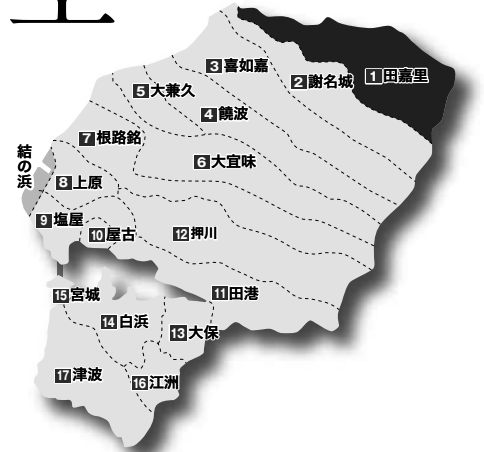 1 田嘉里
2 謝名城
3 喜如嘉
4 饒波
5 大兼久
6 大宜味
7 根路銘
8 上原
9 塩屋
10 屋古
11 田港
12 押川
13 大保
14 白浜
15 宮城
16 江洲
17 津波
結の浜